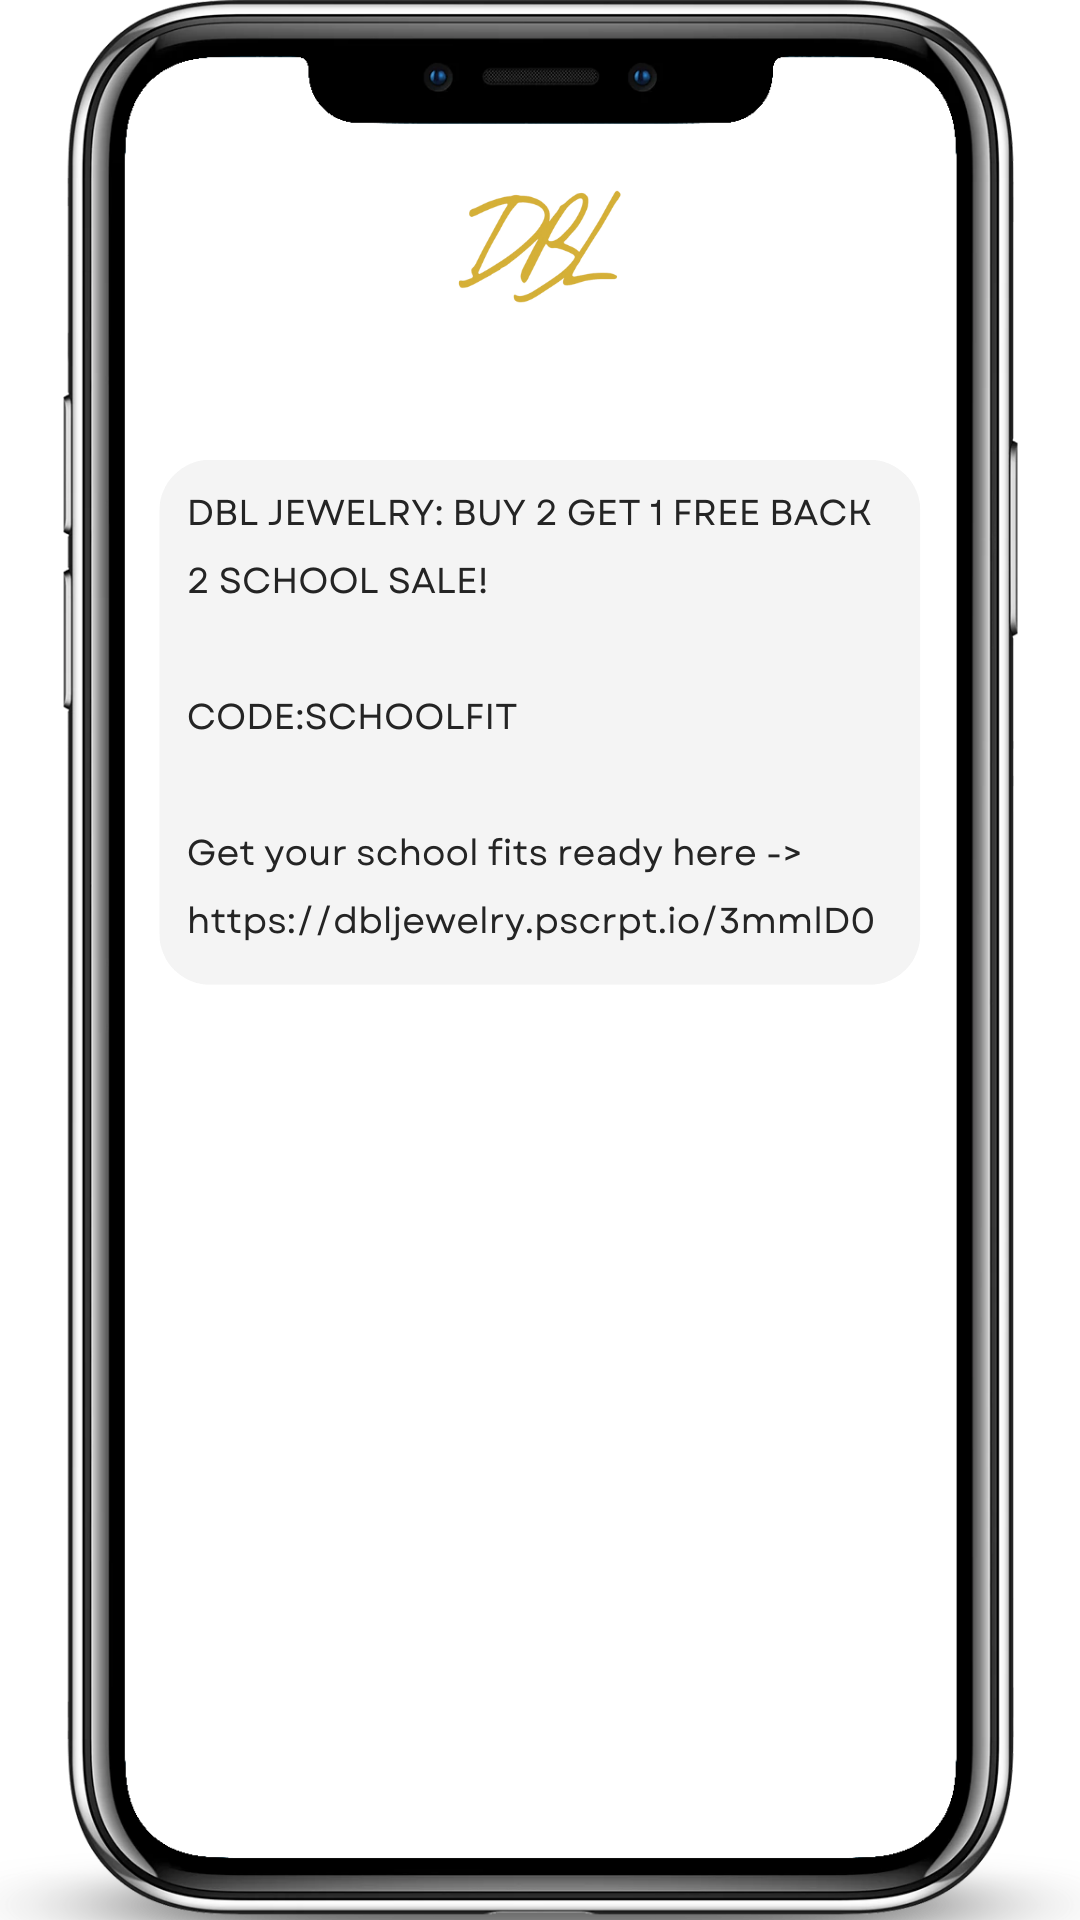 DBL
DBL JEWELRY: BUY 2 GET 1 FREE BACK
2 SCHOOL SALE!
CODE:SCHOOLFIT
Get your school fits ready here ->
https://dbljewelry.pscrpt.io/3mmlD0